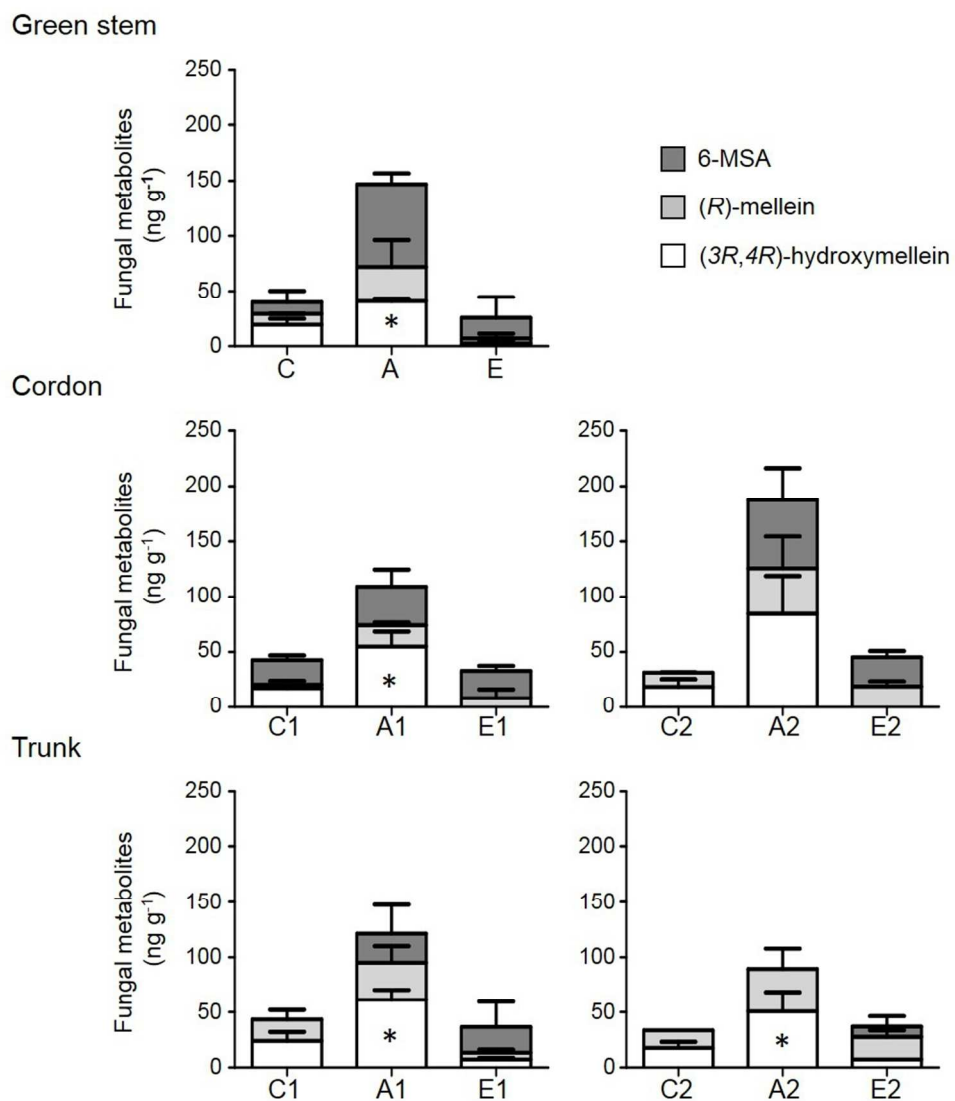 Green stem
Fungal metabolites
(ng g⁻¹)
250
200
150
100
50
0
C A E
6-MSA
(R)-mellein
(3R,4R)-hydroxymellein
*
Cordon
Fungal metabolites
(ng g⁻¹)
250
200
150
100
50
0
C1 A1 E1
*
250
200
150
100
50
0
C2 A2 E2
Trunk
Fungal metabolites
(ng g⁻¹)
250
200
150
100
50
0
C1 A1 E1
*
250
200
150
100
50
0
C2 A2 E2
*